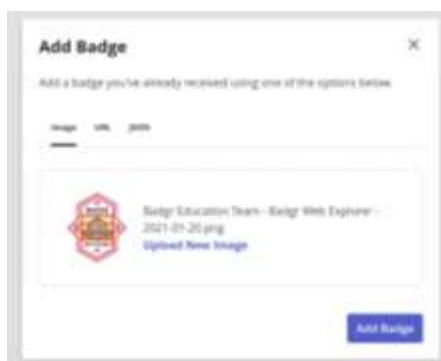 Add Badge
Add a badge you've already received using one of the options below.
Image URL JSON
Badgr Education Team - Badgr Web Explorer -
2021-01-20.png
Upload New Image
Add Badge